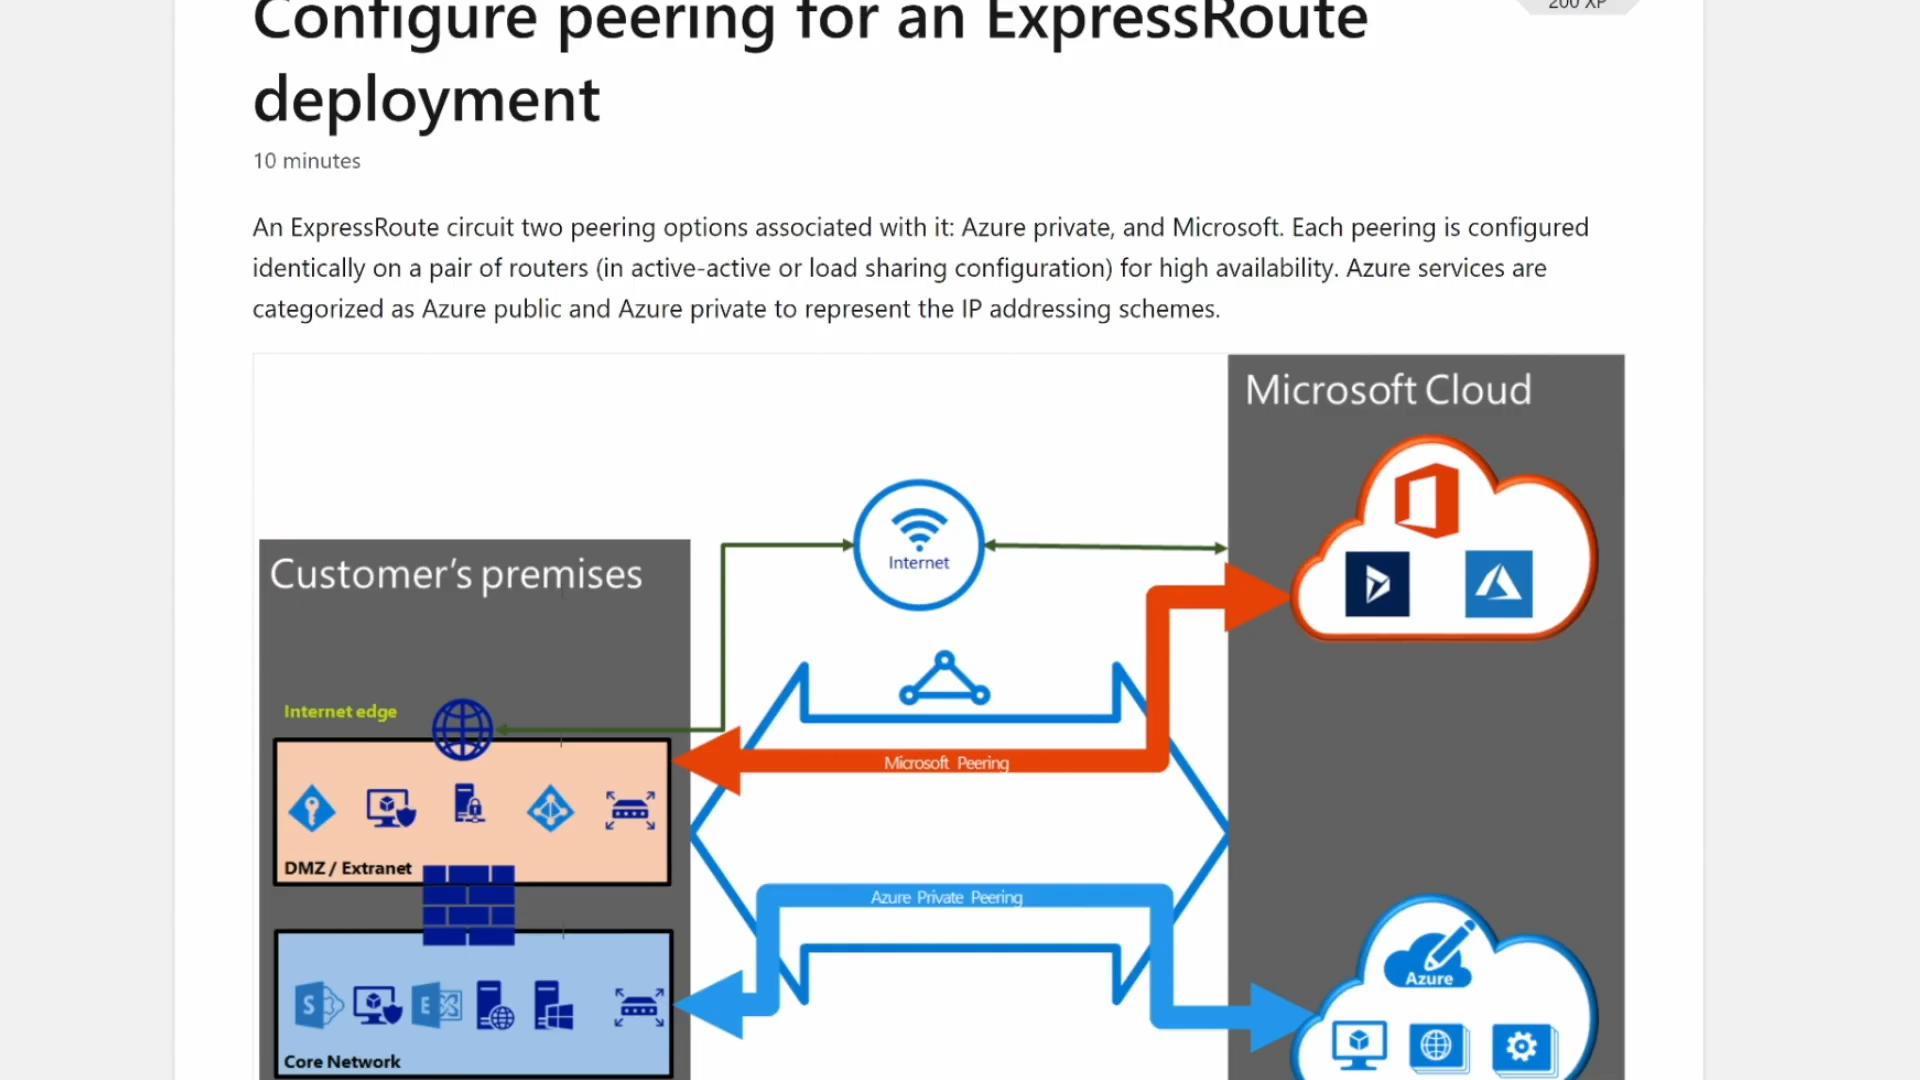 200 XP
Configure peering for an ExpressRoute
deployment
10 minutes
An ExpressRoute circuit two peering options associated with it: Azure private, and Microsoft. Each peering is configured
identically on a pair of routers (in active-active or load sharing configuration) for high availability. Azure services are
categorized as Azure public and Azure private to represent the IP addressing schemes.
Microsoft Cloud
Internet
Customer's premises
Internet edge
Microsoft Peering
DMZ / Extranet
Azure Private Peering
Azure
S
E
Core Network